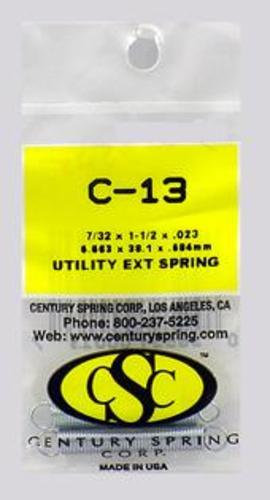 C-13
7/32 x 1-1/2 x .023
UTILITY EXT SPRING
CENTURY SPRING CORP., LOS ANGELES, CA
Phone: 800-237-5225
Web: www.centuryspring.com
CSC
TM
CENTURY SPRING
CORP.
MADE IN USA